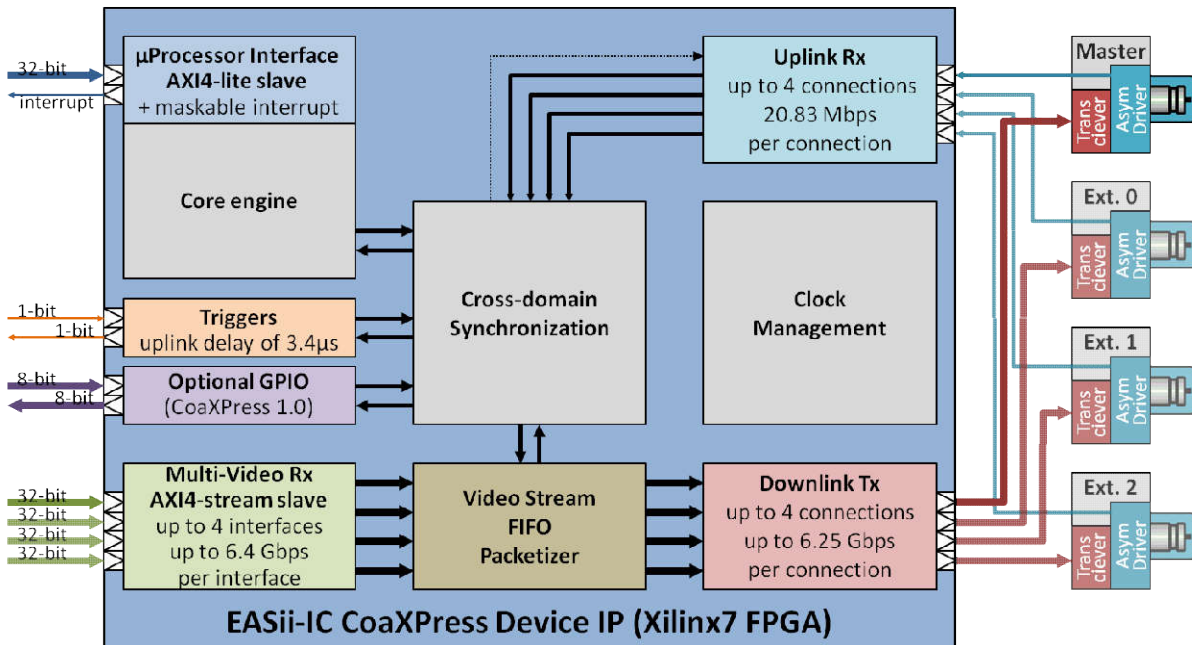 32-bit
interrupt
µProcessor Interface
AXI4-lite slave
+ maskable interrupt
Core engine
1-bit
1-bit
Triggers
uplink delay of 3.4µs
8-bit
8-bit
Optional GPIO
(CoaXPress 1.0)
32-bit
32-bit
32-bit
32-bit
Multi-Video Rx
AXI4-stream slave
up to 4 interfaces
up to 6.4 Gbps
per interface
Cross-domain
Synchronization
Video Stream
FIFO
Packetizer
Uplink Rx
up to 4 connections
20.83 Mbps
per connection
Clock
Management
Downlink Tx
up to 4 connections
up to 6.25 Gbps
per connection
Master
Trans
ciever
Asym
Driver
Ext. 0
Trans
ciever
Asym
Driver
Ext. 1
Trans
ciever
Asym
Driver
Ext. 2
Trans
ciever
Asym
Driver
EASii-IC CoaXPress Device IP (Xilinx7 FPGA)